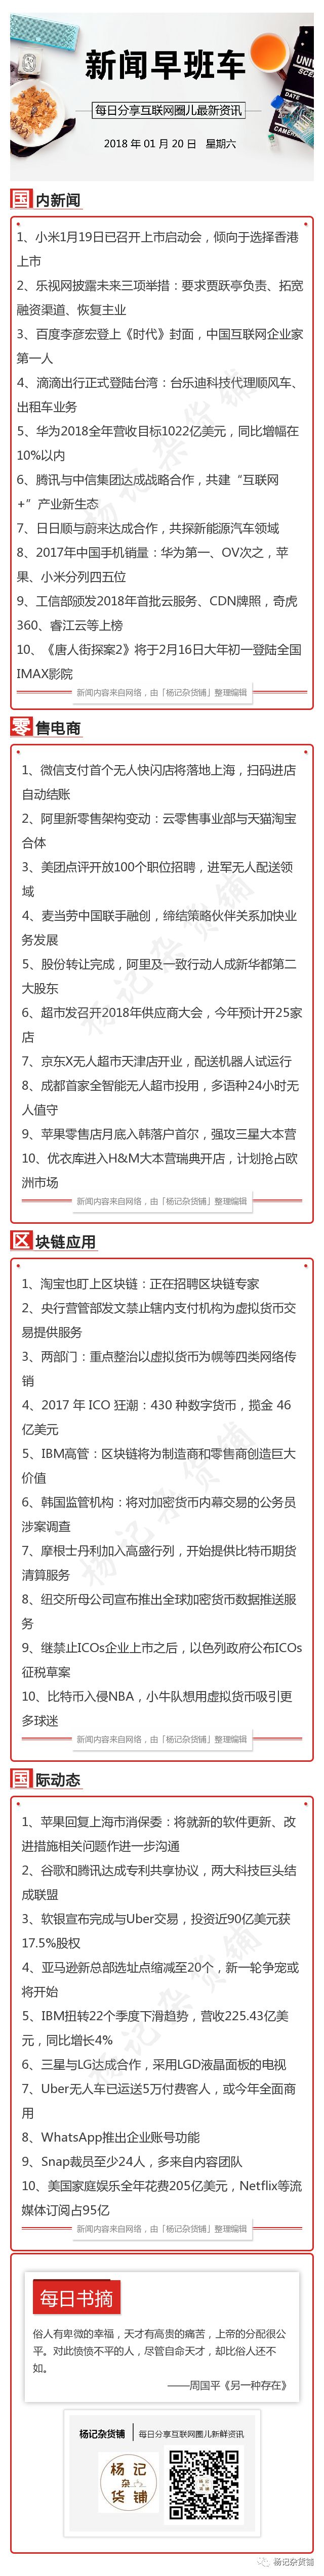 新闻早班车
每日分享互联网圈儿最新资讯
2018 年 01 月 20 日 星期六
国内新闻
1、小米1月19日已召开上市启动会，倾向于选择香港
上市
2、乐视网披露未来三项举措：要求贾跃亭负责、拓宽
融资渠道、恢复主业
3、百度李彦宏登上《时代》封面，中国互联网企业家
第一人
4、滴滴出行正式登陆台湾：台乐迪科技代理顺风车、
出租车业务
5、华为2018全年营收目标1022亿美元，同比增幅在
10%以内
6、腾讯与中信集团达成战略合作，共建“互联网
+”产业新生态
7、日日顺与蔚来达成合作，共探新能源汽车领域
8、2017年中国手机销量：华为第一、OV次之，苹
果、小米分列四五位
9、工信部颁发2018年首批云服务、CDN牌照，奇虎
360、睿江云等上榜
10、《唐人街探案2》将于2月16日大年初一登陆全国
IMAX影院
新闻内容来自网络，由「杨记杂货铺」整理编辑
零售电商
1、微信支付首个无人快闪店将落地上海，扫码进店
自动结账
2、阿里新零售架构变动：云零售事业部与天猫淘宝
合体
3、美团点评开放100个职位招聘，进军无人配送领
域
4、麦当劳中国联手融创，缔结策略伙伴关系加快业
务发展
5、股份转让完成，阿里及一致行动人成新华都第二
大股东
6、超市发召开2018年供应商大会，今年预计开25家
店
7、京东X无人超市天津店开业，配送机器人试运行
8、成都首家全智能无人超市投用，多语种24小时无
人值守
9、苹果零售店月底入韩落户首尔，强攻三星大本营
10、优衣库进入H&M大本营瑞典开店，计划抢占欧
洲市场
新闻内容来自网络，由「杨记杂货铺」整理编辑
区块链应用
1、淘宝也盯上区块链：正在招聘区块链专家
2、央行营管部发文禁止辖内支付机构为虚拟货币交
易提供服务
3、两部门：重点整治以虚拟货币为幌等四类网络传
销
4、2017 年 ICO 狂潮：430 种数字货币，揽金 46
亿美元
5、IBM高管：区块链将为制造商和零售商创造巨大
价值
6、韩国监管机构：将对加密货币内幕交易的公务员
涉案调查
7、摩根士丹利加入高盛行列，开始提供比特币期货
清算服务
8、纽交所母公司宣布推出全球加密货币数据推送服
务
9、继禁止ICOs企业上市之后，以色列政府公布ICOs
征税草案
10、比特币入侵NBA，小牛队想用虚拟货币吸引更
多球迷
新闻内容来自网络，由「杨记杂货铺」整理编辑
国际动态
1、苹果回复上海市消保委：将就新的软件更新、改
进措施相关问题作进一步沟通
2、谷歌和腾讯达成专利共享协议，两大科技巨头结
成联盟
3、软银宣布完成与Uber交易，投资近90亿美元获
17.5%股权
4、亚马逊新总部选址点缩减至20个，新一轮争宠或
将开始
5、IBM扭转22个季度下滑趋势，营收225.43亿美
元，同比增长4%
6、三星与LG达成合作，采用LGD液晶面板的电视
7、Uber无人车已运送5万付费客人，或今年全面商
用
8、WhatsApp推出企业账号功能
9、Snap裁员至少24人，多来自内容团队
10、美国家庭娱乐全年花费205亿美元，Netflix等流
媒体订阅占95亿
新闻内容来自网络，由「杨记杂货铺」整理编辑
每日书摘
俗人有卑微的幸福，天才有高贵的痛苦，上帝的分配很公
平。对此愤愤不平的人，尽管自命天才，却比俗人还不
如。
——周国平《另一种存在》
杨记杂货铺 每日分享互联网圈儿新鲜资讯
杨记
杂
货铺
杨记杂货铺